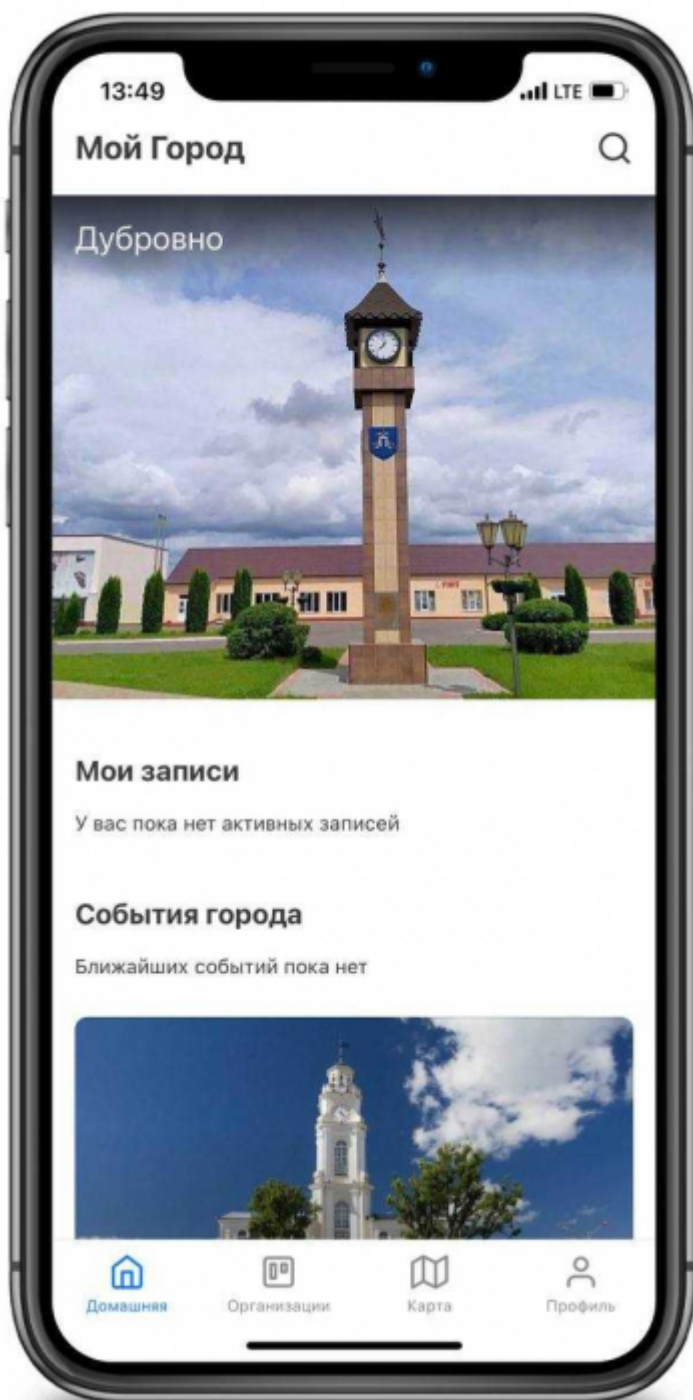 13:49
LTE
Мой Город
Дубровно
Мои записи
У вас пока нет активных записей
События города
Ближайших событий пока нет
Домашняя
Организации
Карта
Профиль